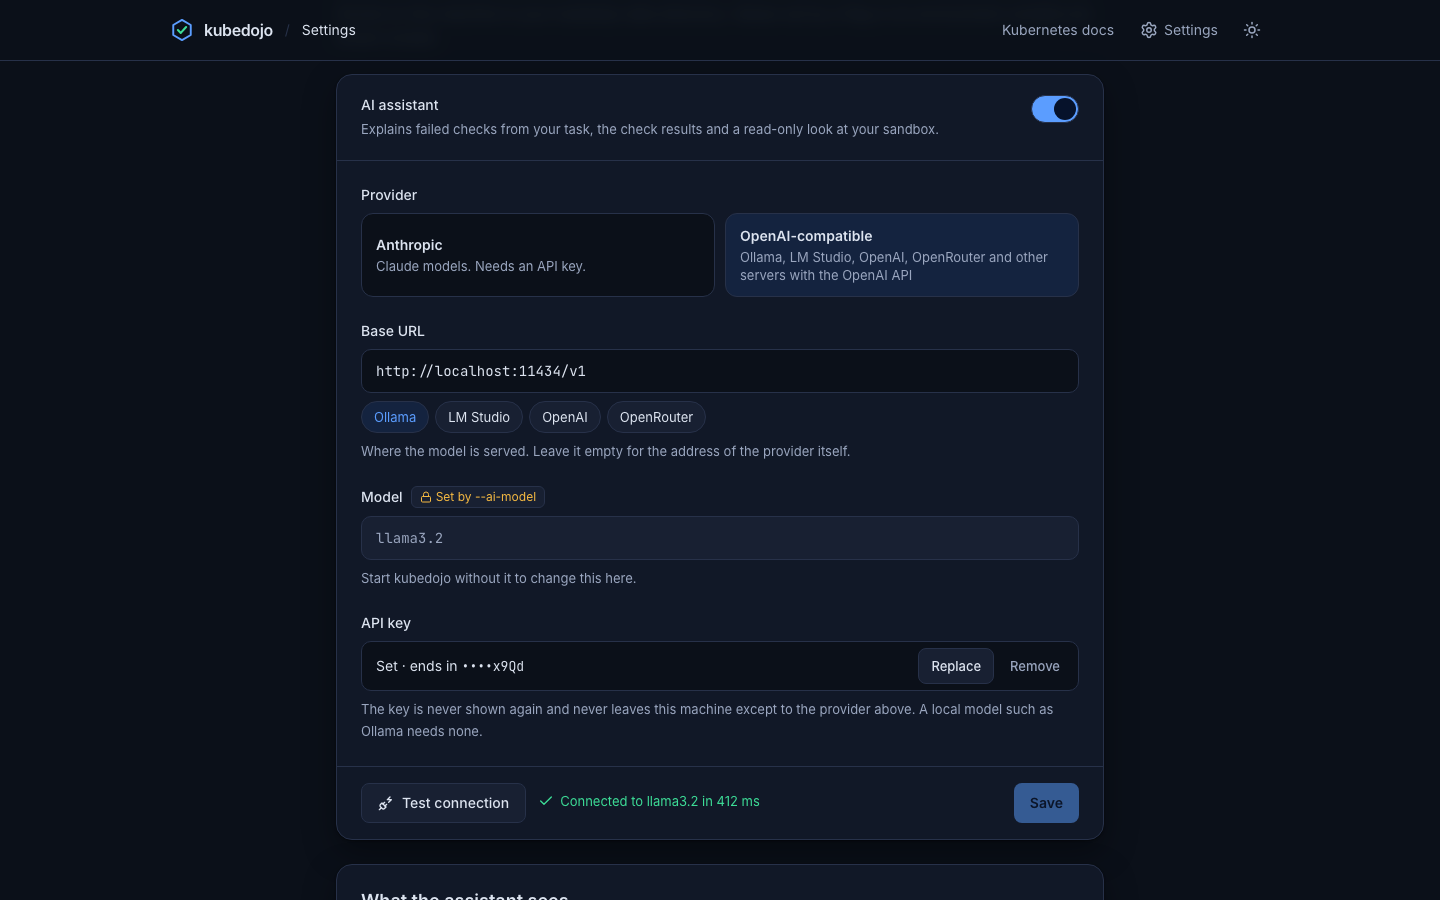 kubedojo / Settings
Kubernetes docs
Settings
AI assistant
Explains failed checks from your task, the check results and a read-only look at your sandbox.
Provider
Anthropic
Claude models. Needs an API key.
OpenAI-compatible
Ollama, LM Studio, OpenAI, OpenRouter and other
servers with the OpenAI API
Base URL
http://localhost:11434/v1
Ollama
LM Studio
OpenAI
OpenRouter
Where the model is served. Leave it empty for the address of the provider itself.
Model
Set by --ai-model
llama3.2
Start kubedojo without it to change this here.
API key
Set · ends in ••••x9Qd
Replace
Remove
The key is never shown again and never leaves this machine except to the provider above. A local model such as
Ollama needs none.
Test connection
Connected to llama3.2 in 412 ms
Save
What the assistant sees